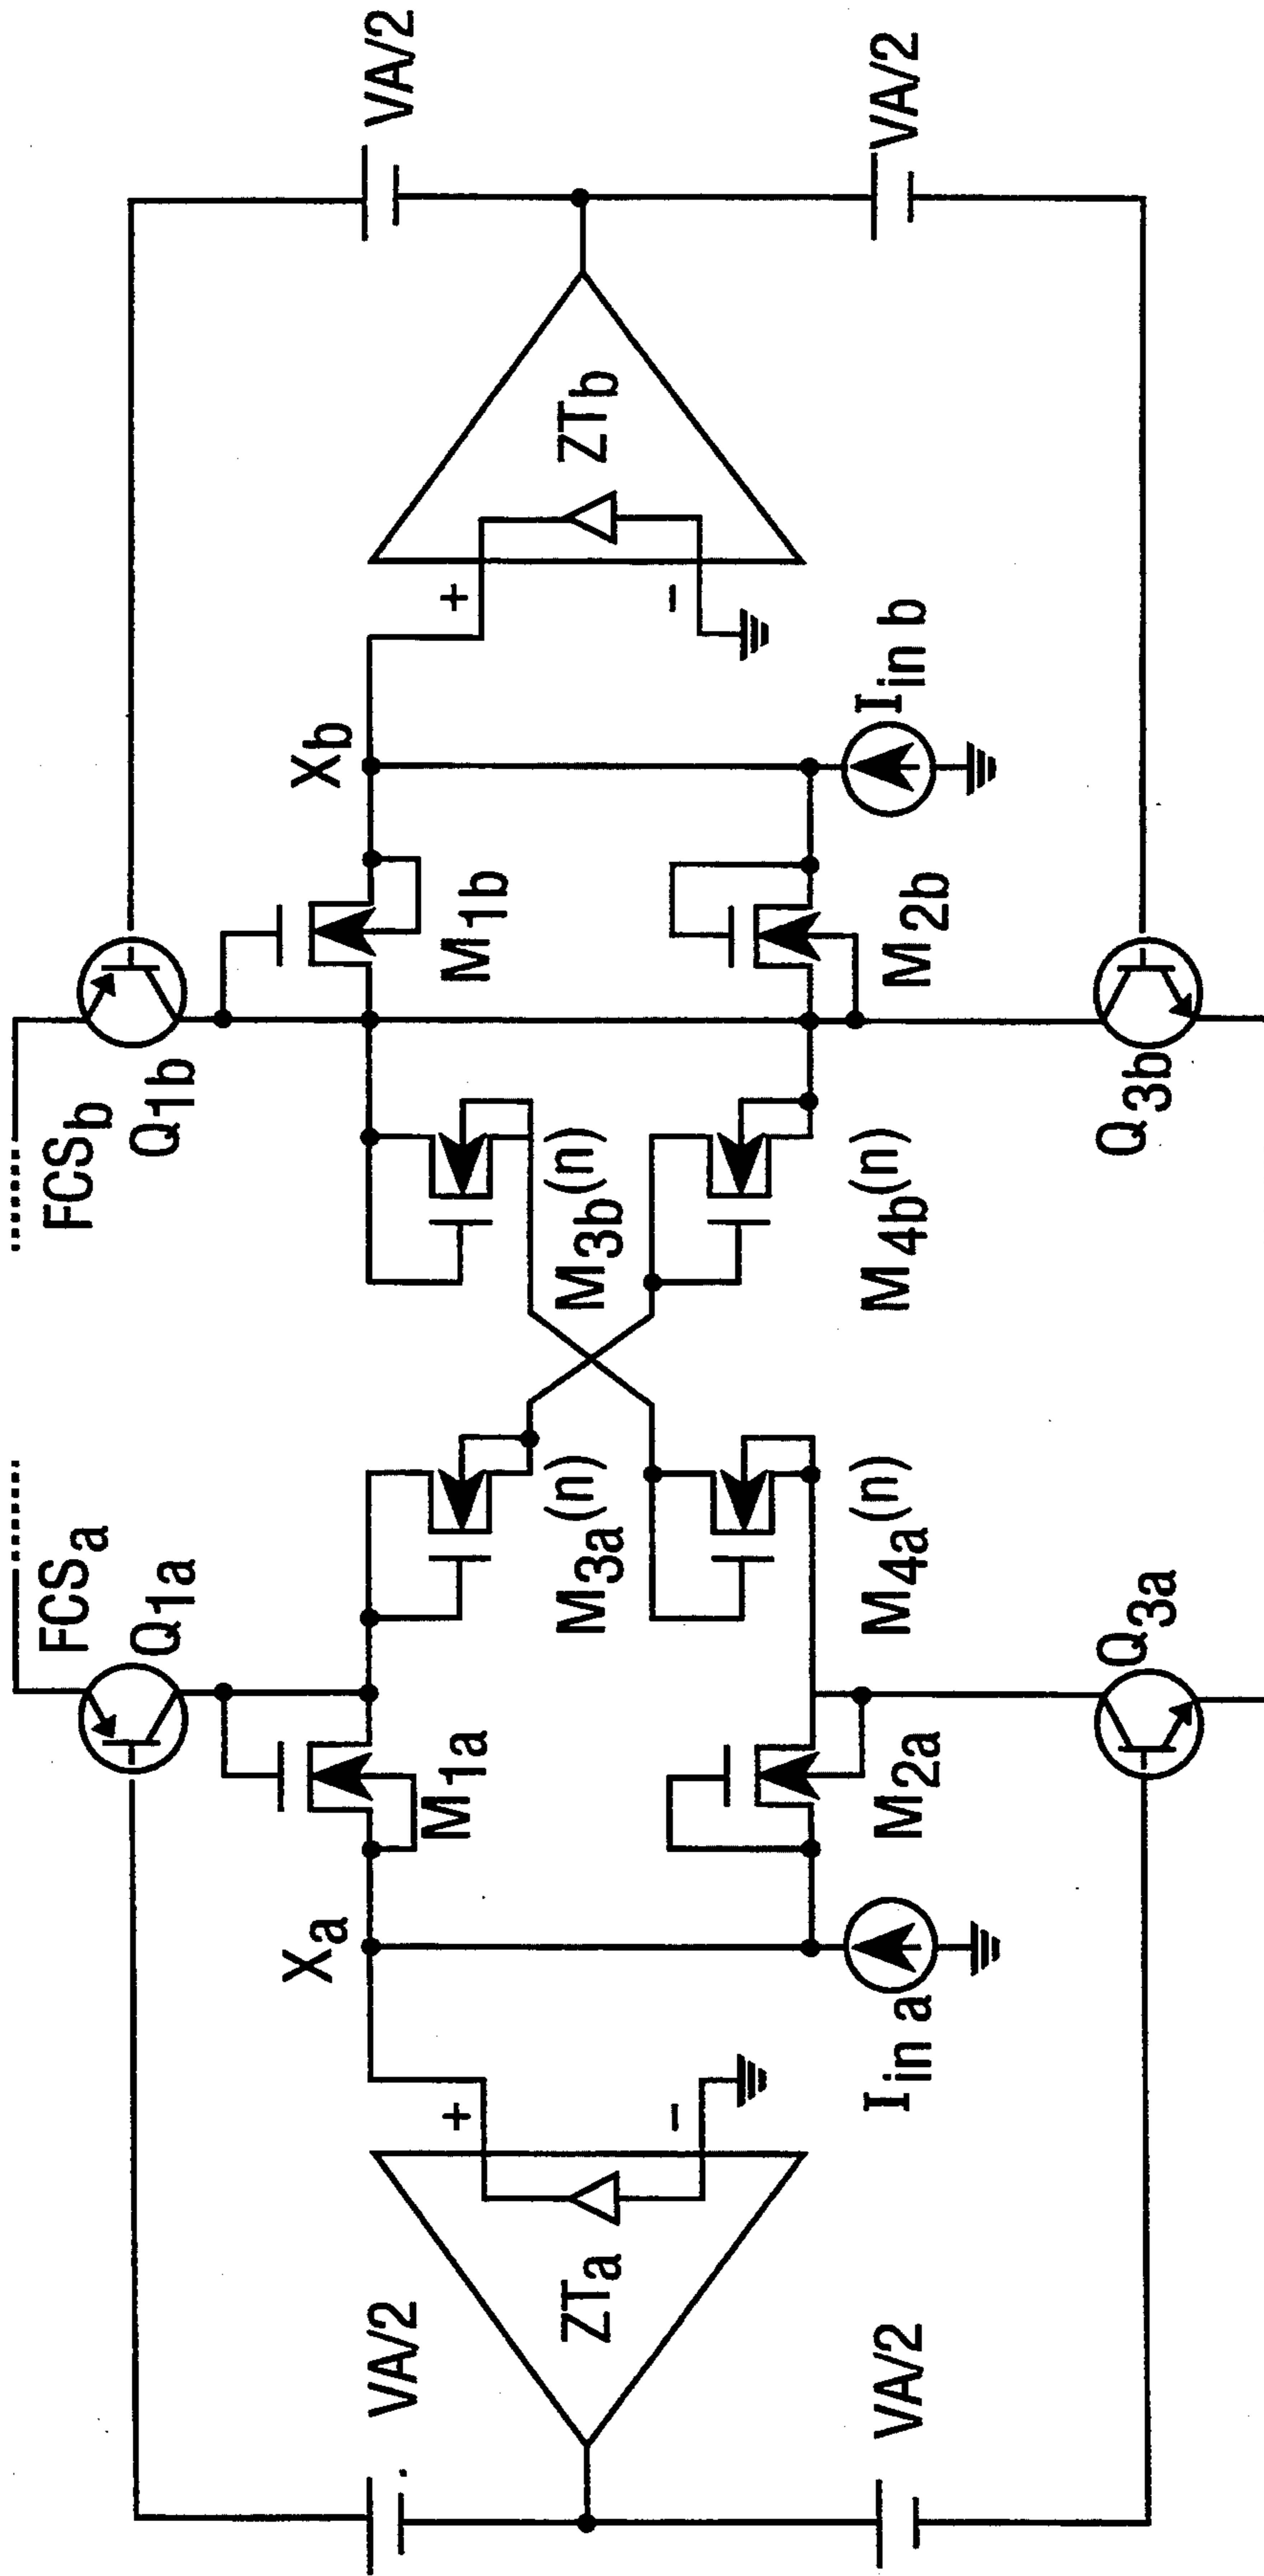 FCSa
FCSb
Q1a
Q1b
VA/2
VA/2
Xa
Xb
M1a
M1b
+
+
ZTa
ZTb
M3a(n)
M3b(n)
-
-
VA/2
VA/2
Iin a
Iin b
M2a
M2b
M4a(n)
M4b(n)
Q3a
Q3b